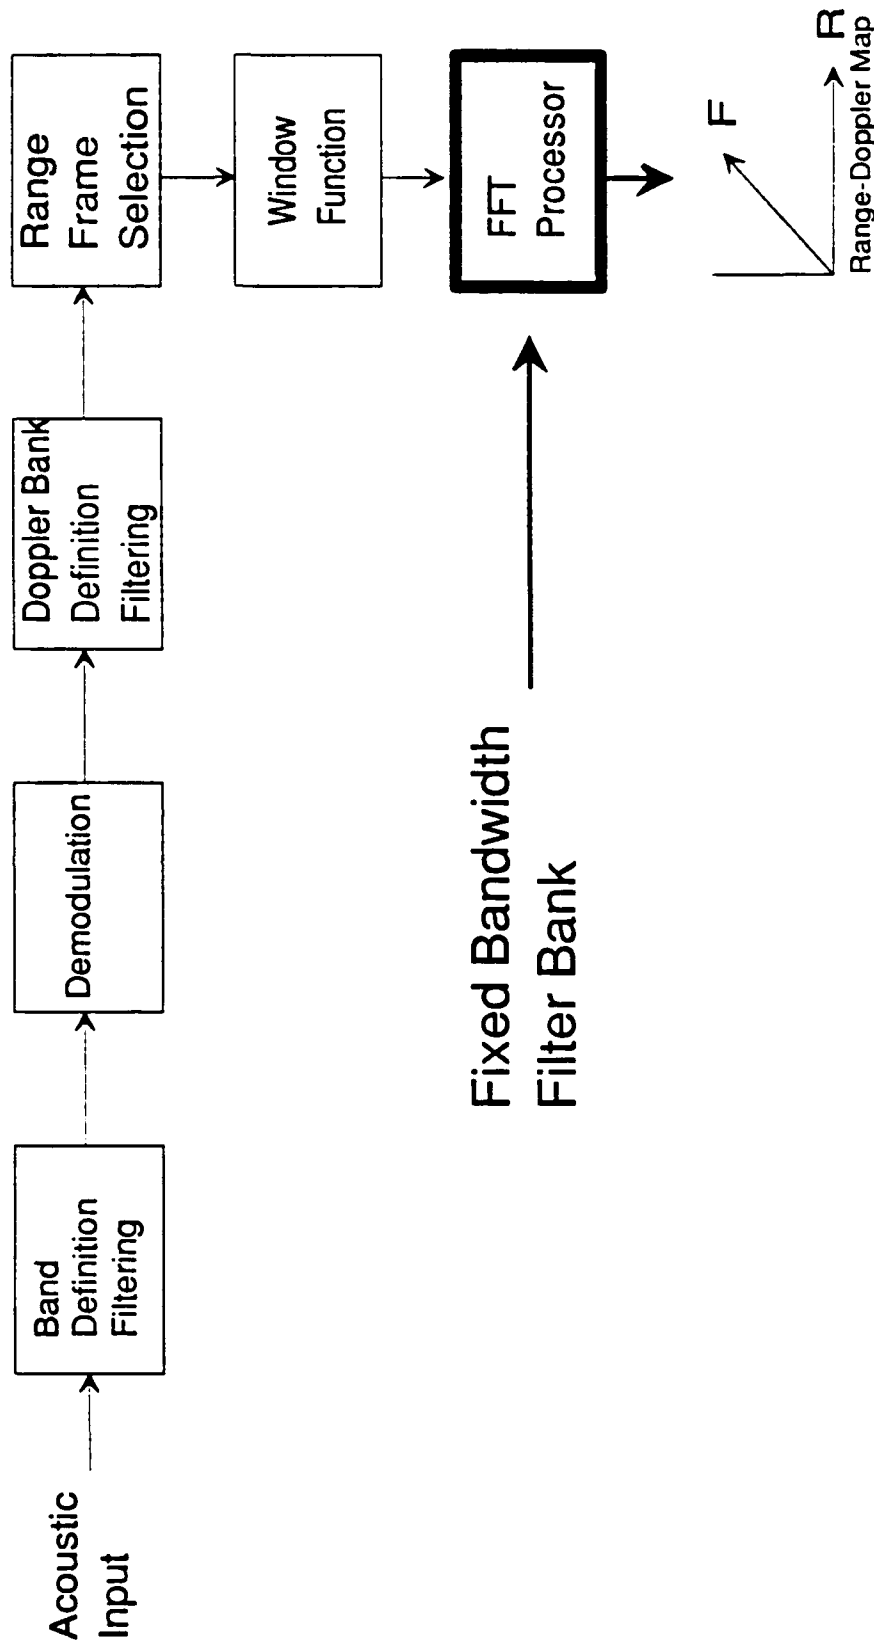 Acoustic
Input
Band
Definition
Filtering
Demodulation
Doppler Bank
Definition
Filtering
Range
Frame
Selection
Window
Function
Fixed Bandwidth
Filter Bank
FFT
Processor
F
R
Range-Doppler Map